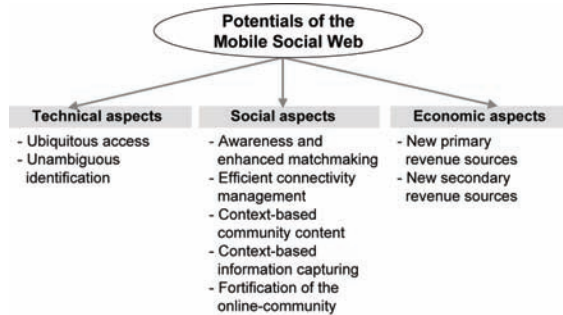 Potentials of the
Mobile Social Web
Technical aspects
- Ubiquitous access
- Unambiguous
identification
Social aspects
- Awareness and
enhanced matchmaking
- Efficient connectivity
management
- Context-based
community content
- Context-based
information capturing
- Fortification of the
online-community
Economic aspects
- New primary
revenue sources
- New secondary
revenue sources